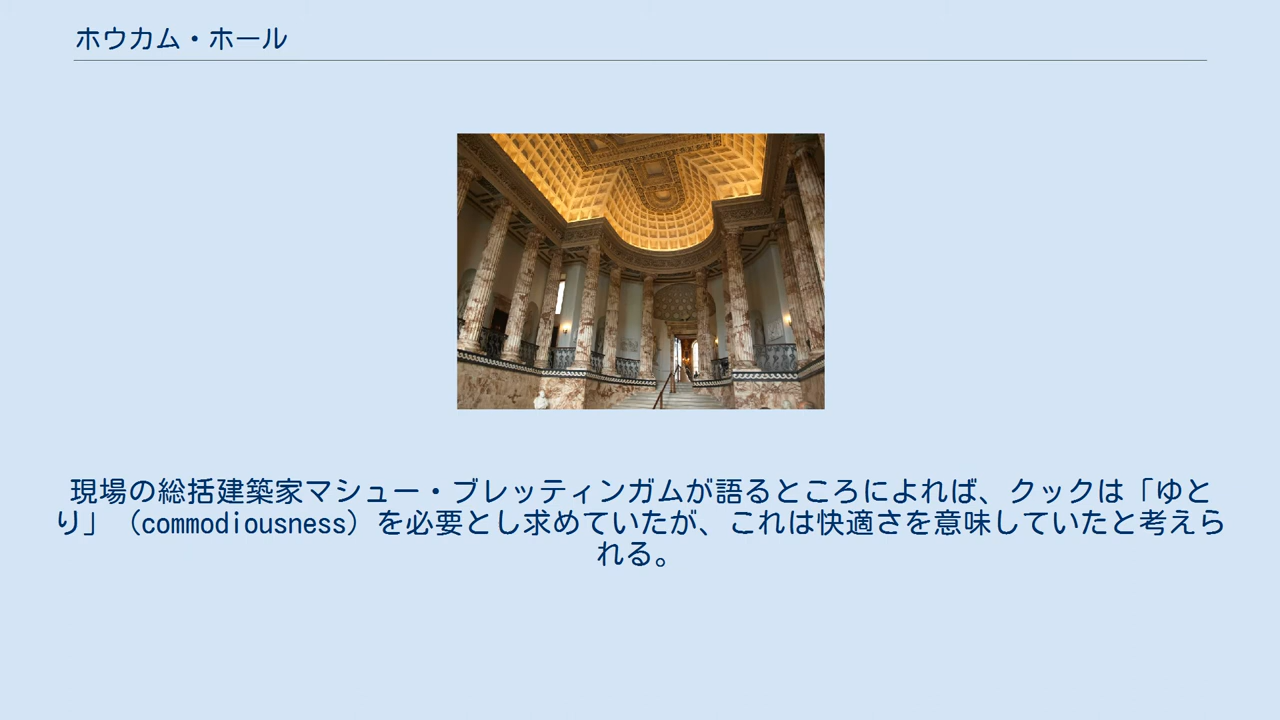 ホウカム・ホール
現場の総括建築家マシュー・ブレッティンガムが語るところによれば、クックは「ゆと
り」（commodiousness）を必要とし求めていたが、これは快適さを意味していたと考えら
れる。